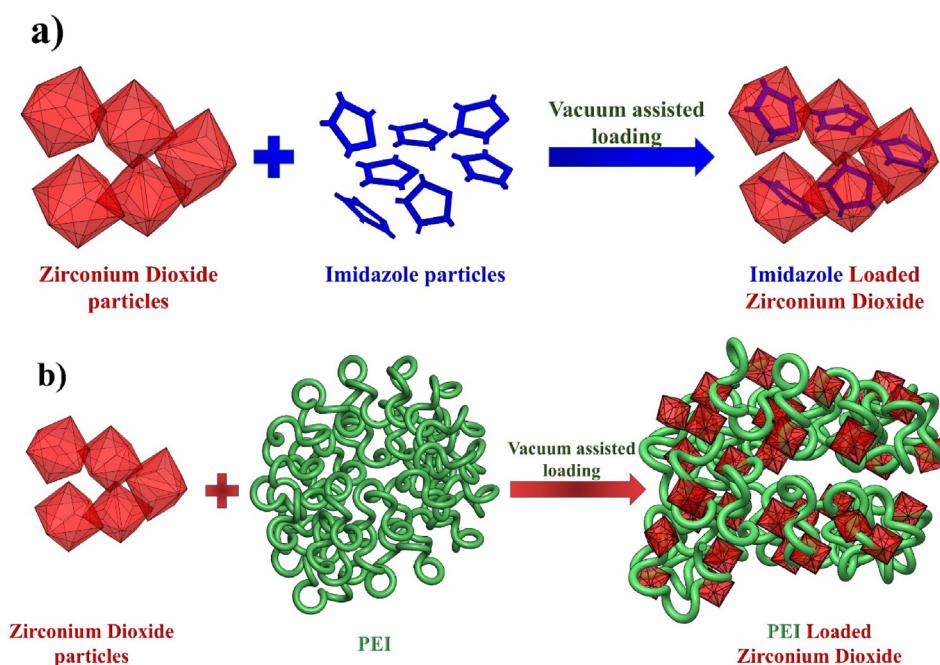 a)
Vacuum assisted
loading
Zirconium Dioxide
particles
Imidazole particles
Imidazole Loaded
Zirconium Dioxide
b)
Vacuum assisted
loading
Zirconium Dioxide
particles
PEI
PEI Loaded
Zirconium Dioxide